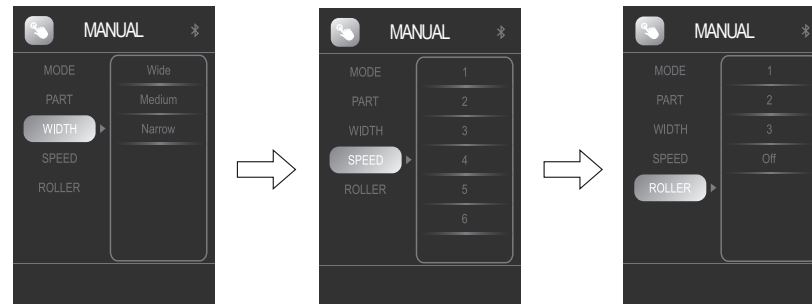 MANUAL
MODE
PART
WIDTH
SPEED
ROLLER
Wide
Medium
Narrow
MANUAL
MODE
PART
WIDTH
SPEED
ROLLER
1
2
3
4
5
6
MANUAL
MODE
PART
WIDTH
SPEED
ROLLER
1
2
3
Off